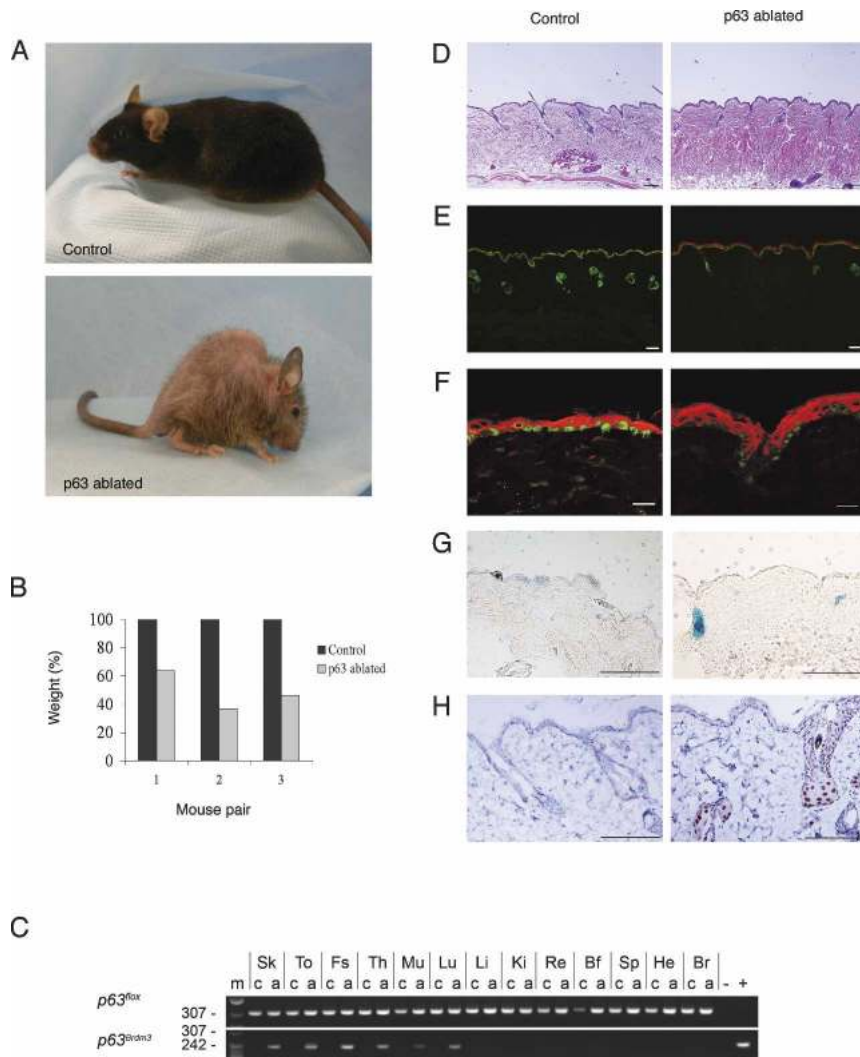 Control p63 ablated
A
Control
p63 ablated
B
100
80
60
40
20
0
Weight (%)
1 2 3
Mouse pair
Control
p63 ablated
D
E
F
G
H
C
Sk To Fs Th Mu Lu Li Ki Re Bf Sp He Br
m c a c a c a c a c a c a c a c a c a c a c a c a c a - +
p63flox
307 -
307 -
p63Brdm3
242 -